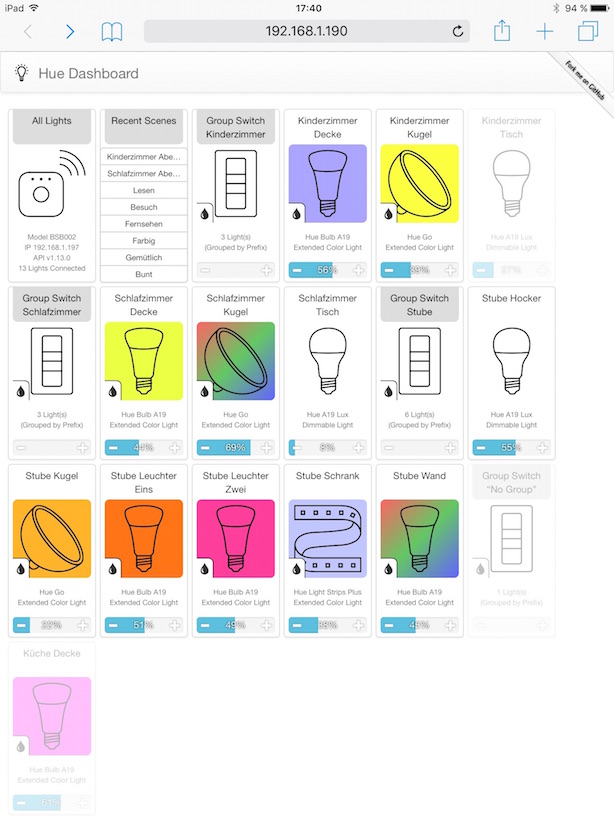 iPad 17:40 94 %
192.168.1.190
Hue Dashboard
Fork me on GitHub
All Lights
Model BSB002
IP 192.168.1.197
API v1.13.0
13 Lights Connected
Recent Scenes
Kinderzimmer Abe...
Schlafzimmer Abe...
Lesen
Besuch
Fernsehen
Farbig
Gemütlich
Bunt
Group Switch
Kinderzimmer
3 Light(s)
(Grouped by Prefix)
Kinderzimmer
Decke
Hue Bulb A19
Extended Color Light
56%
Kinderzimmer
Kugel
Hue Go
Extended Color Light
39%
Kinderzimmer
Tisch
Hue A19 Lux
Dimmable Light
27%
Group Switch
Schlafzimmer
3 Light(s)
(Grouped by Prefix)
Schlafzimmer
Decke
Hue Bulb A19
Extended Color Light
Schlafzimmer
Kugel
Hue Go
Extended Color Light
69%
Schlafzimmer
Tisch
Hue A19 Lux
Dimmable Light
8%
Group Switch
Stube
6 Light(s)
(Grouped by Prefix)
Stube Hocker
Hue A19 Lux
Dimmable Light
55%
Stube Kugel
Hue Go
Extended Color Light
22%
Stube Leuchter
Eins
Hue Bulb A19
Extended Color Light
51%
Stube Leuchter
Zwei
Hue Bulb A19
Extended Color Light
49%
Stube Schrank
Hue Light Strips Plus
Extended Color Light
38%
Stube Wand
Hue Bulb A19
Extended Color Light
Group Switch
“No Group”
1 Light(s)
(Grouped by Prefix)
Küche Decke
Hue Bulb A19
Extended Color Light
61%